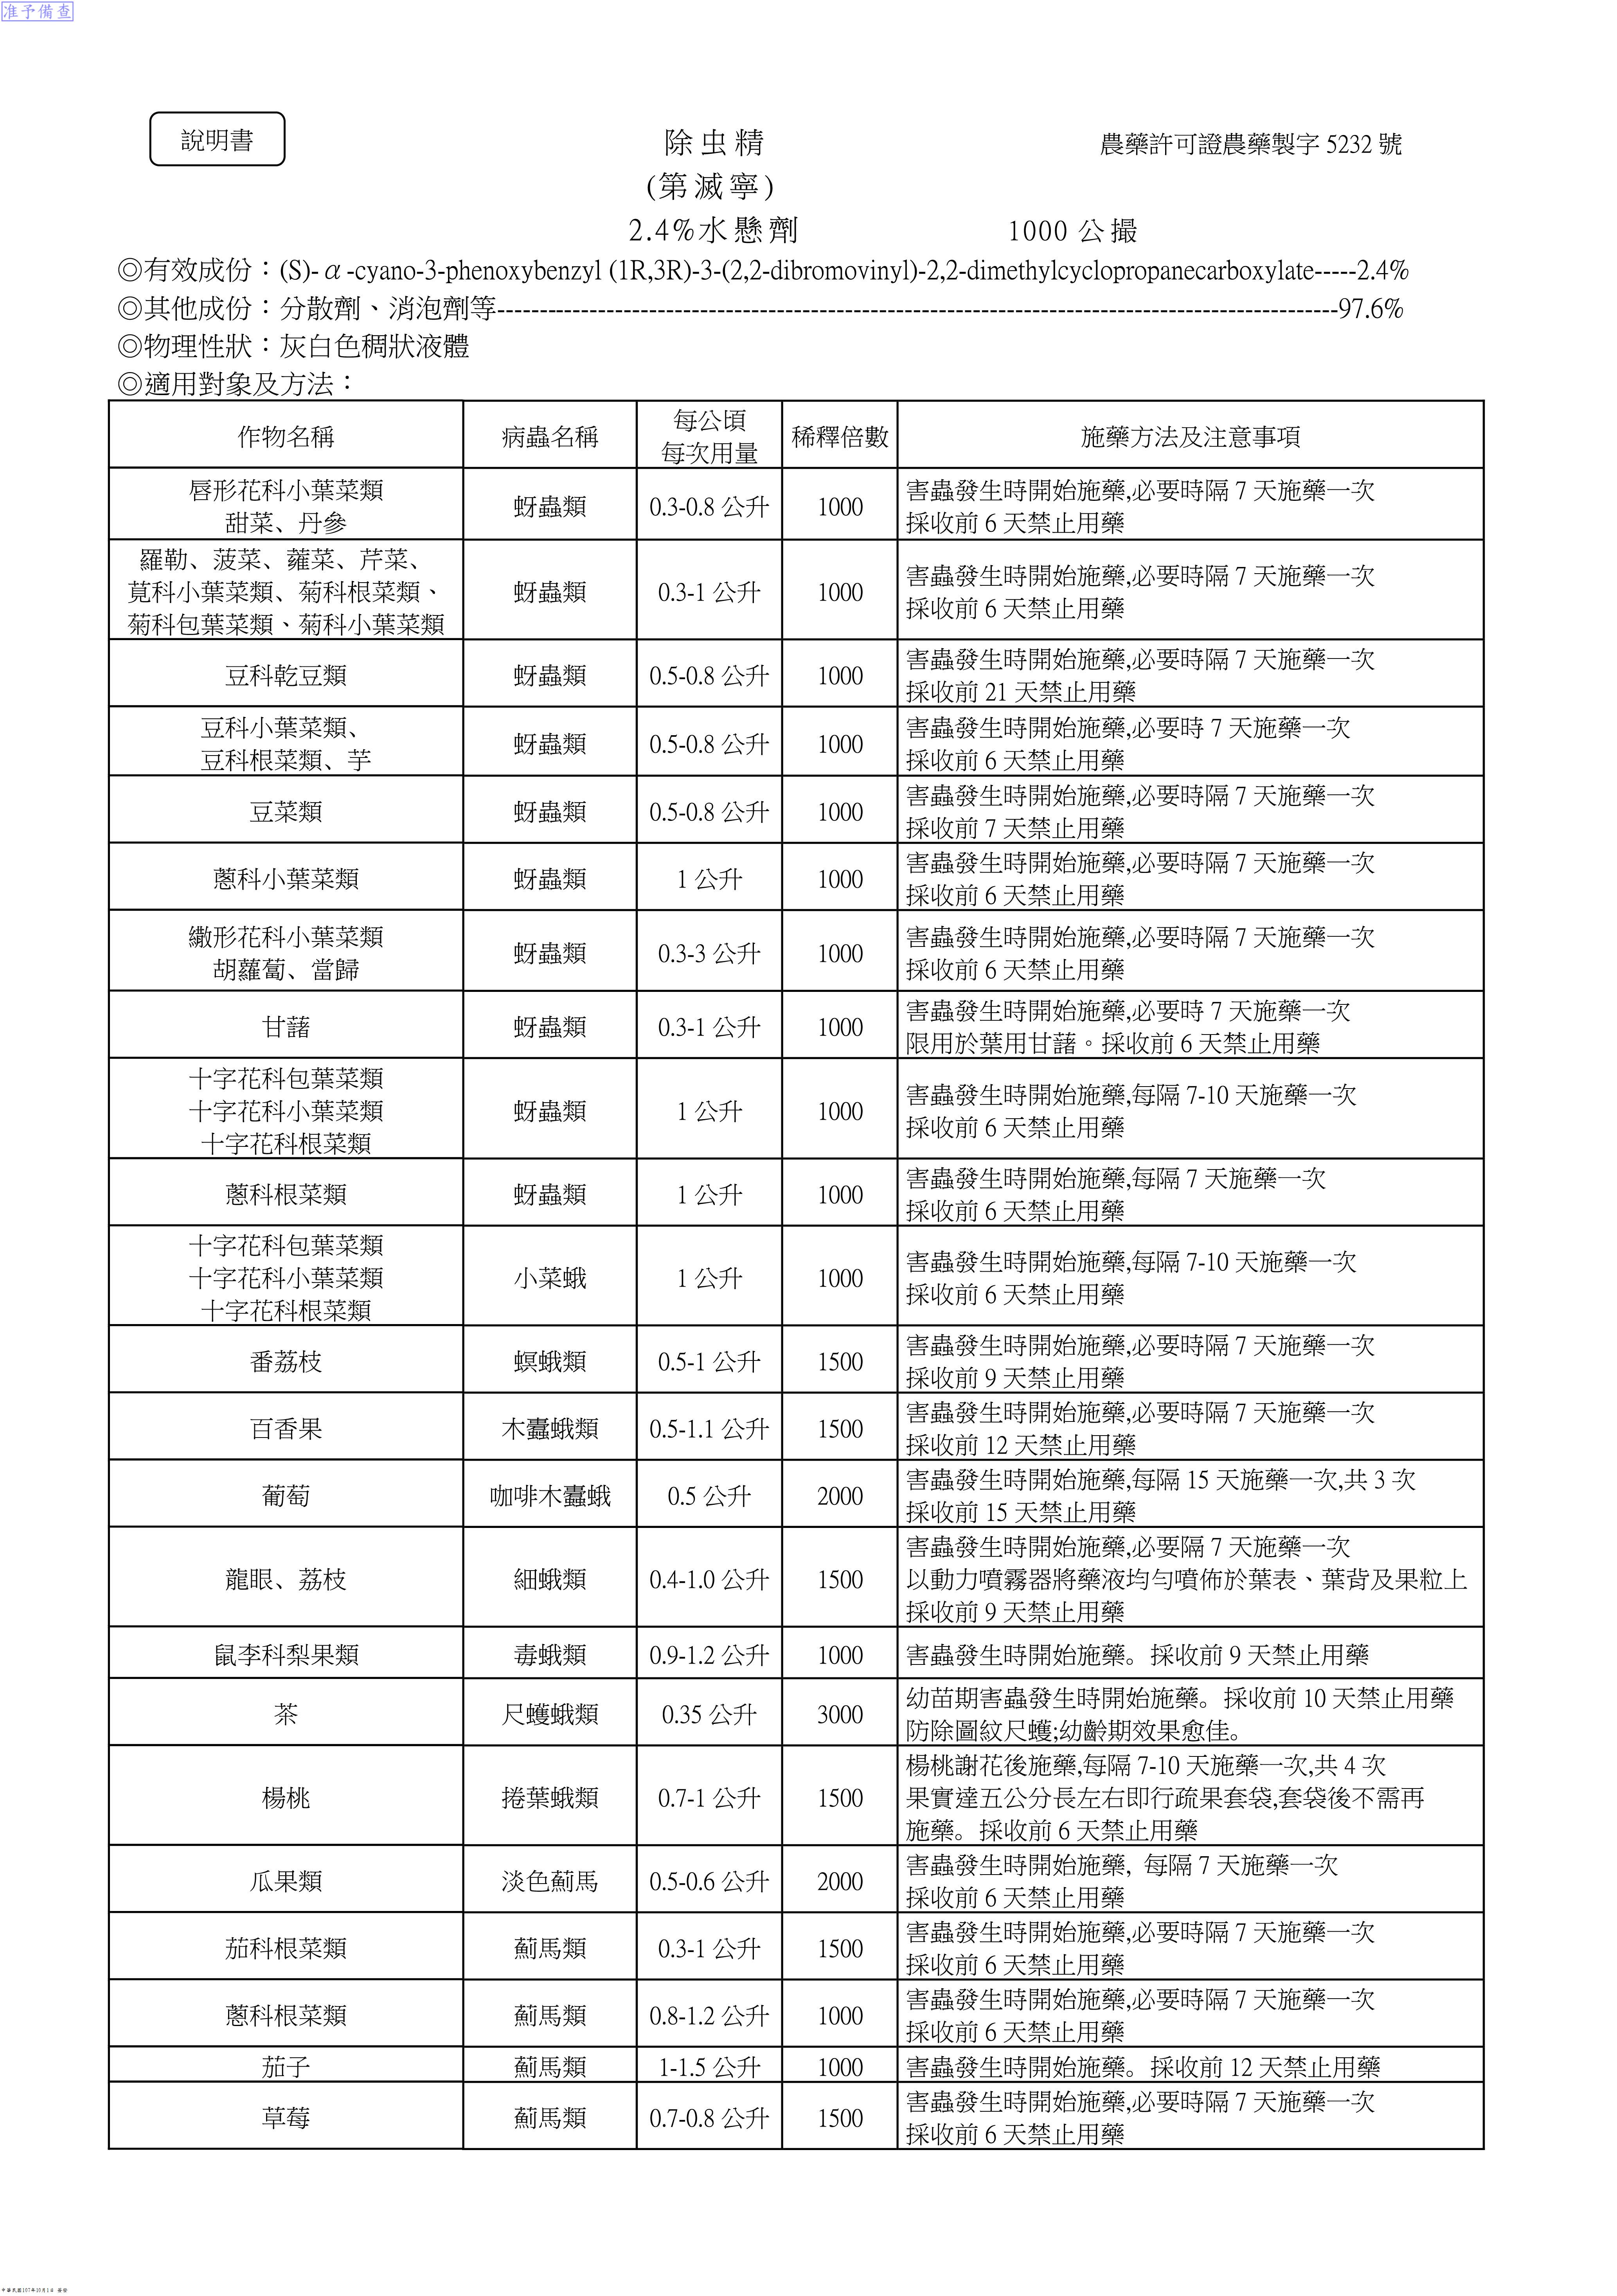 准予備查
說明書
除虫精
農藥許可證農藥製字 5232 號
(第滅寧)
2.4%水懸劑
1000 公撮
◎有效成份：(S)-α-cyano-3-phenoxybenzyl (1R,3R)-3-(2,2-dibromovinyl)-2,2-dimethylcyclopropanecarboxylate-----2.4%
◎其他成份：分散劑、消泡劑等----------------------------------------------------------------------------------------------------97.6%
◎物理性狀：灰白色稠狀液體
◎適用對象及方法：
作物名稱
病蟲名稱
每公頃
每次用量
稀釋倍數
施藥方法及注意事項
唇形花科小葉菜類
甜菜、丹參
蚜蟲類
0.3-0.8 公升
1000
害蟲發生時開始施藥,必要時隔 7 天施藥一次
採收前 6 天禁止用藥
羅勒、菠菜、蕹菜、芹菜、
莧科小葉菜類、菊科根菜類、
菊科包葉菜類、菊科小葉菜類
蚜蟲類
0.3-1 公升
1000
害蟲發生時開始施藥,必要時隔 7 天施藥一次
採收前 6 天禁止用藥
豆科乾豆類
蚜蟲類
0.5-0.8 公升
1000
害蟲發生時開始施藥,必要時隔 7 天施藥一次
採收前 21 天禁止用藥
豆科小葉菜類、
豆科根菜類、芋
蚜蟲類
0.5-0.8 公升
1000
害蟲發生時開始施藥,必要時 7 天施藥一次
採收前 6 天禁止用藥
豆菜類
蚜蟲類
0.5-0.8 公升
1000
害蟲發生時開始施藥,必要時隔 7 天施藥一次
採收前 7 天禁止用藥
蔥科小葉菜類
蚜蟲類
1 公升
1000
害蟲發生時開始施藥,必要時隔 7 天施藥一次
採收前 6 天禁止用藥
繖形花科小葉菜類
胡蘿蔔、當歸
蚜蟲類
0.3-3 公升
1000
害蟲發生時開始施藥,必要時隔 7 天施藥一次
採收前 6 天禁止用藥
甘藷
蚜蟲類
0.3-1 公升
1000
害蟲發生時開始施藥,必要時 7 天施藥一次
限用於葉用甘藷。採收前 6 天禁止用藥
十字花科包葉菜類
十字花科小葉菜類
十字花科根菜類
蚜蟲類
1 公升
1000
害蟲發生時開始施藥,每隔 7-10 天施藥一次
採收前 6 天禁止用藥
蔥科根菜類
蚜蟲類
1 公升
1000
害蟲發生時開始施藥,每隔 7 天施藥一次
採收前 6 天禁止用藥
十字花科包葉菜類
十字花科小葉菜類
十字花科根菜類
小菜蛾
1 公升
1000
害蟲發生時開始施藥,每隔 7-10 天施藥一次
採收前 6 天禁止用藥
番荔枝
螟蛾類
0.5-1 公升
1500
害蟲發生時開始施藥,必要時隔 7 天施藥一次
採收前 9 天禁止用藥
百香果
木蠹蛾類
0.5-1.1 公升
1500
害蟲發生時開始施藥,必要時隔 7 天施藥一次
採收前 12 天禁止用藥
葡萄
咖啡木蠹蛾
0.5 公升
2000
害蟲發生時開始施藥,每隔 15 天施藥一次,共 3 次
採收前 15 天禁止用藥
龍眼、荔枝
細蛾類
0.4-1.0 公升
1500
害蟲發生時開始施藥,必要隔 7 天施藥一次
以動力噴霧器將藥液均勻噴佈於葉表、葉背及果粒上
採收前 9 天禁止用藥
鼠李科梨果類
毒蛾類
0.9-1.2 公升
1000
害蟲發生時開始施藥。採收前 9 天禁止用藥
茶
尺蠖蛾類
0.35 公升
3000
幼苗期害蟲發生時開始施藥。採收前 10 天禁止用藥
防除圖紋尺蠖;幼齡期效果愈佳。
楊桃
捲葉蛾類
0.7-1 公升
1500
楊桃謝花後施藥,每隔 7-10 天施藥一次,共 4 次
果實達五公分長左右即行疏果套袋,套袋後不需再
施藥。採收前 6 天禁止用藥
瓜果類
淡色薊馬
0.5-0.6 公升
2000
害蟲發生時開始施藥, 每隔 7 天施藥一次
採收前 6 天禁止用藥
茄科根菜類
薊馬類
0.3-1 公升
1500
害蟲發生時開始施藥,必要時隔 7 天施藥一次
採收前 6 天禁止用藥
蔥科根菜類
薊馬類
0.8-1.2 公升
1000
害蟲發生時開始施藥,必要時隔 7 天施藥一次
採收前 6 天禁止用藥
茄子
薊馬類
1-1.5 公升
1000
害蟲發生時開始施藥。採收前 12 天禁止用藥
草莓
薊馬類
0.7-0.8 公升
1500
害蟲發生時開始施藥,必要時隔 7 天施藥一次
採收前 6 天禁止用藥
中華民國107年10月1日